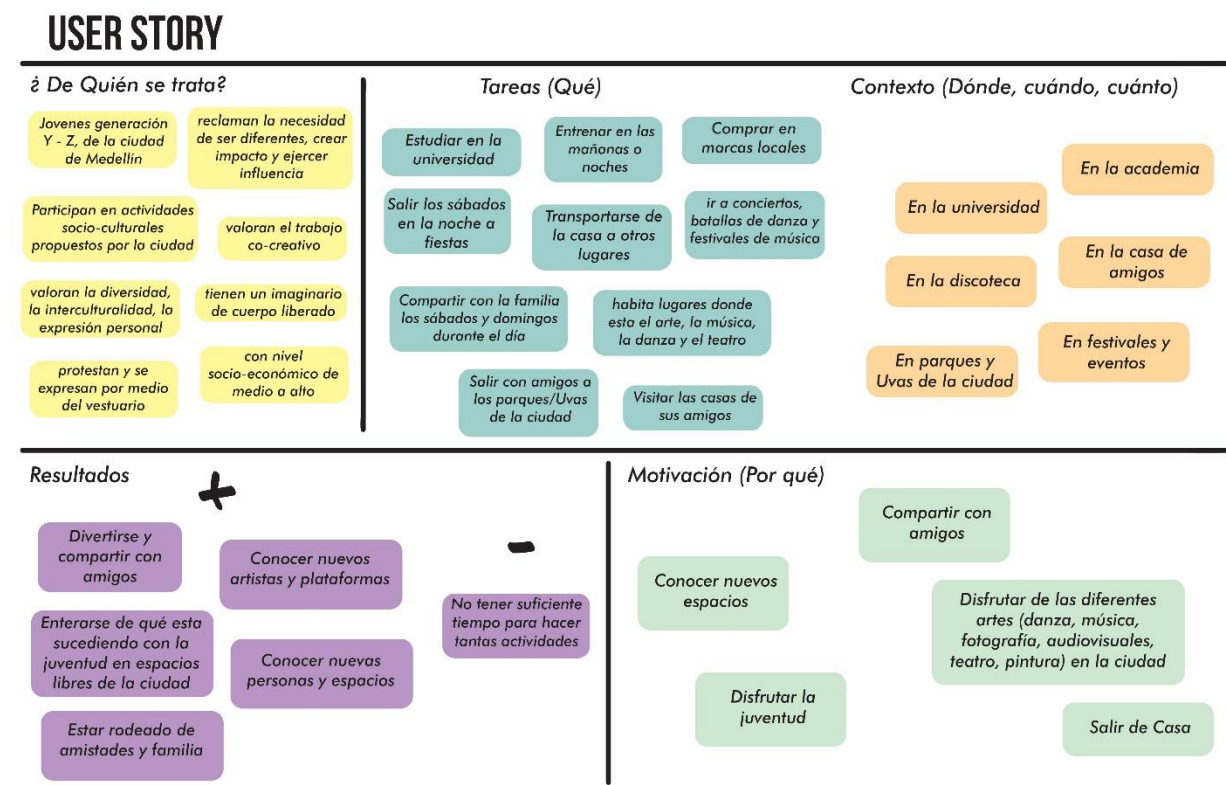 USER STORY
¿ De Quién se trata?
Jovenes generación
Y - Z, de la ciudad
de Medellín
reclaman la necesidad
de ser diferentes, crear
impacto y ejercer
influencia
Participan en actividades
socio-culturales
propuestos por la ciudad
valoran el trabajo
co-creativo
valoran la diversidad,
la interculturalidad, la
expresión personal
tienen un imaginario
de cuerpo liberado
protestan y se
expresan por medio
del vestuario
con nivel
socio-económico de
medio a alto
Tareas (Qué)
Estudiar en la
universidad
Entrenar en las
mañanas o
noches
Comprar en
marcas locales
Salir los sábados
en la noche a
fiestas
Transportarse de
la casa a otros
lugares
ir a conciertos,
batallas de danza y
festivales de música
Compartir con la familia
los sábados y domingos
durante el día
habita lugares donde
esta el arte, la música,
la danza y el teatro
Salir con amigos a
los parques/Uvas
de la ciudad
Visitar las casas de
sus amigos
Contexto (Dónde, cuándo, cuánto)
En la academia
En la universidad
En la casa de
amigos
En la discoteca
En festivales y
eventos
En parques y
Uvas de la ciudad
Resultados
+
-
Divertirse y
compartir con
amigos
Conocer nuevos
artistas y plataformas
No tener suficiente
tiempo para hacer
tantas actividades
Enterarse de qué esta
sucediendo con la
juventud en espacios
libres de la ciudad
Conocer nuevas
personas y espacios
Estar rodeado de
amistades y familia
Motivación (Por qué)
Compartir con
amigos
Conocer nuevos
espacios
Disfrutar de las diferentes
artes (danza, música,
fotografía, audiovisuales,
teatro, pintura) en la ciudad
Disfrutar la
juventud
Salir de Casa